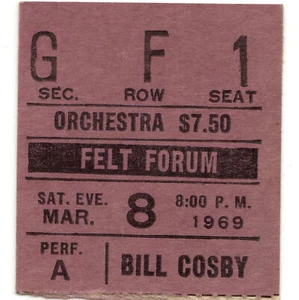 G F 1
SEC. ROW SEAT
ORCHESTRA $7.50
FELT FORUM
SAT. EVE. 8 8:00 P. M.
MAR. 1969
PERF. BILL COSBY
A